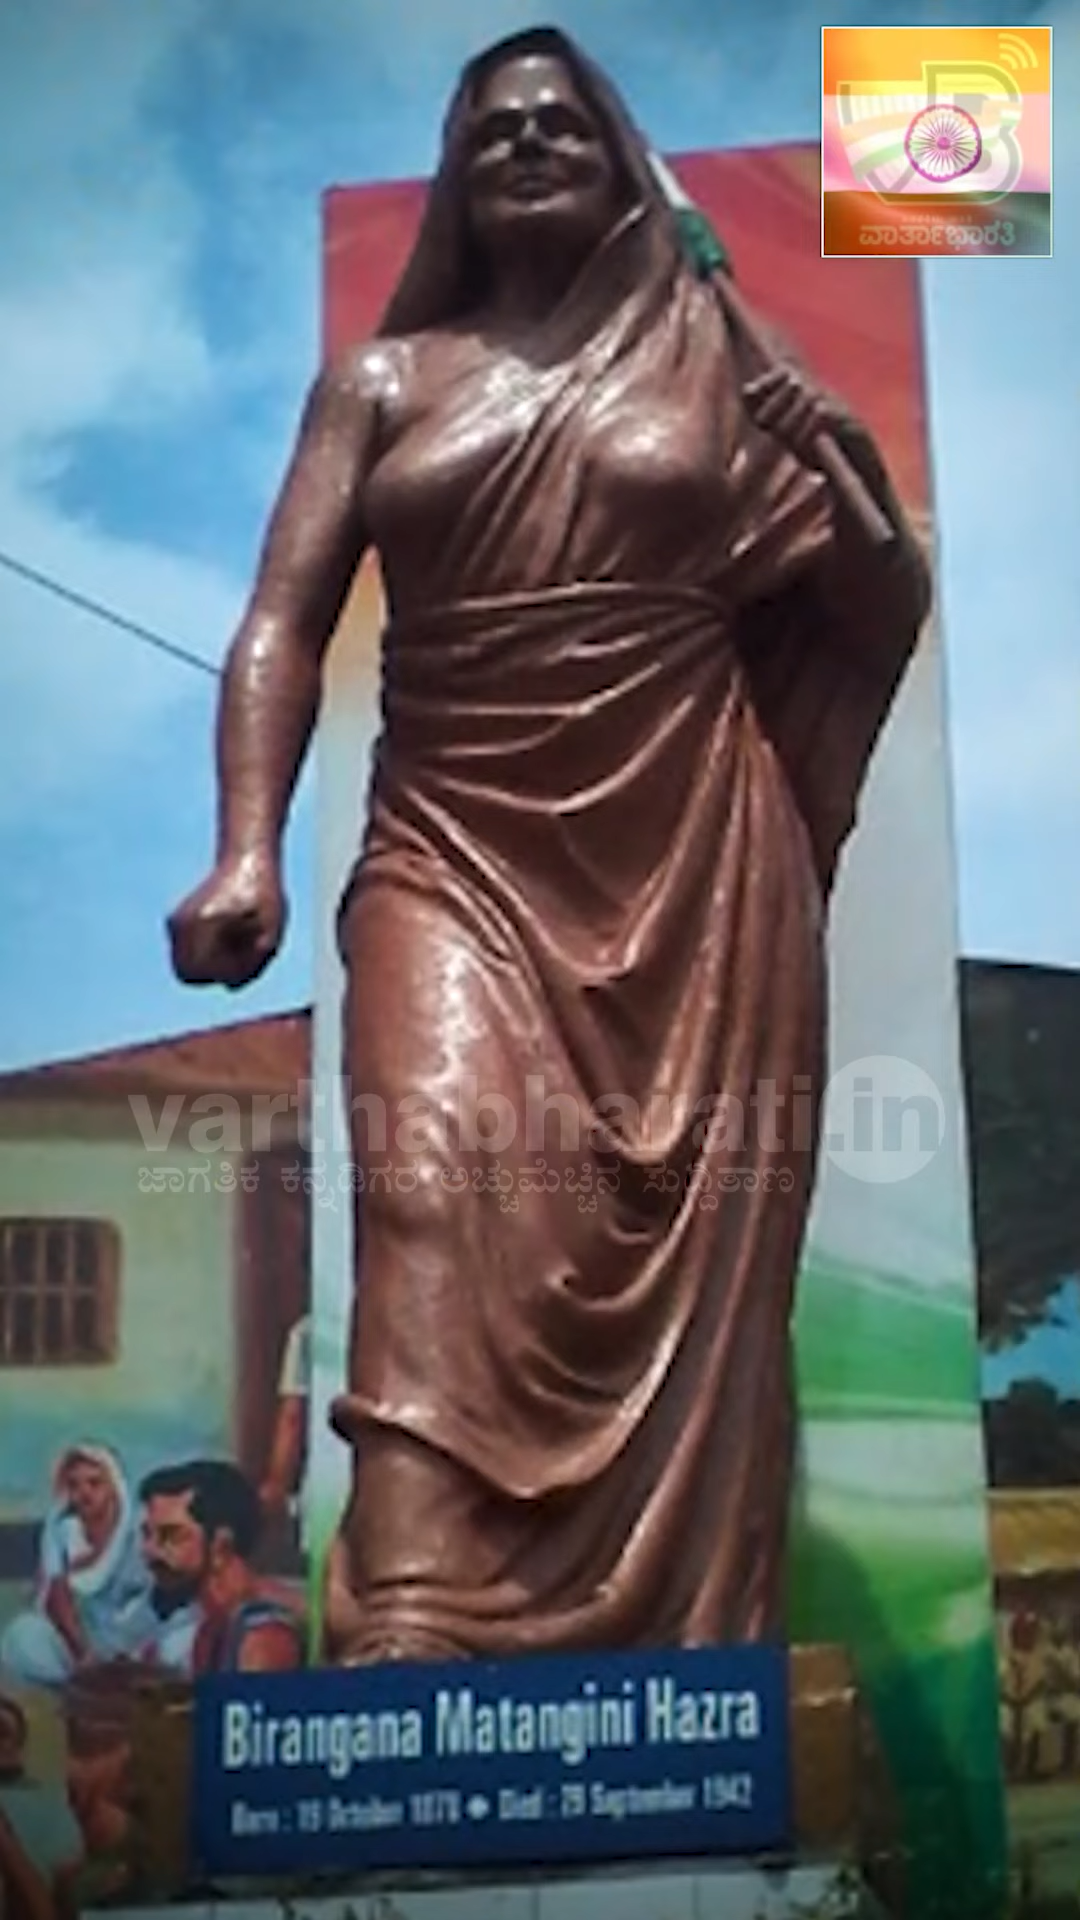 ವಾರ್ತಾಭಾರತಿ
varthabharati.in
ಜಾಗತಿಕ ಕನ್ನಡಿಗರ ಅಚ್ಚುಮೆಚ್ಚಿನ ಸುದ್ದಿತಾಣ
Birangana Matangini Hazra
Born : 19 October 1870 ◆ Died : 29 September 1942